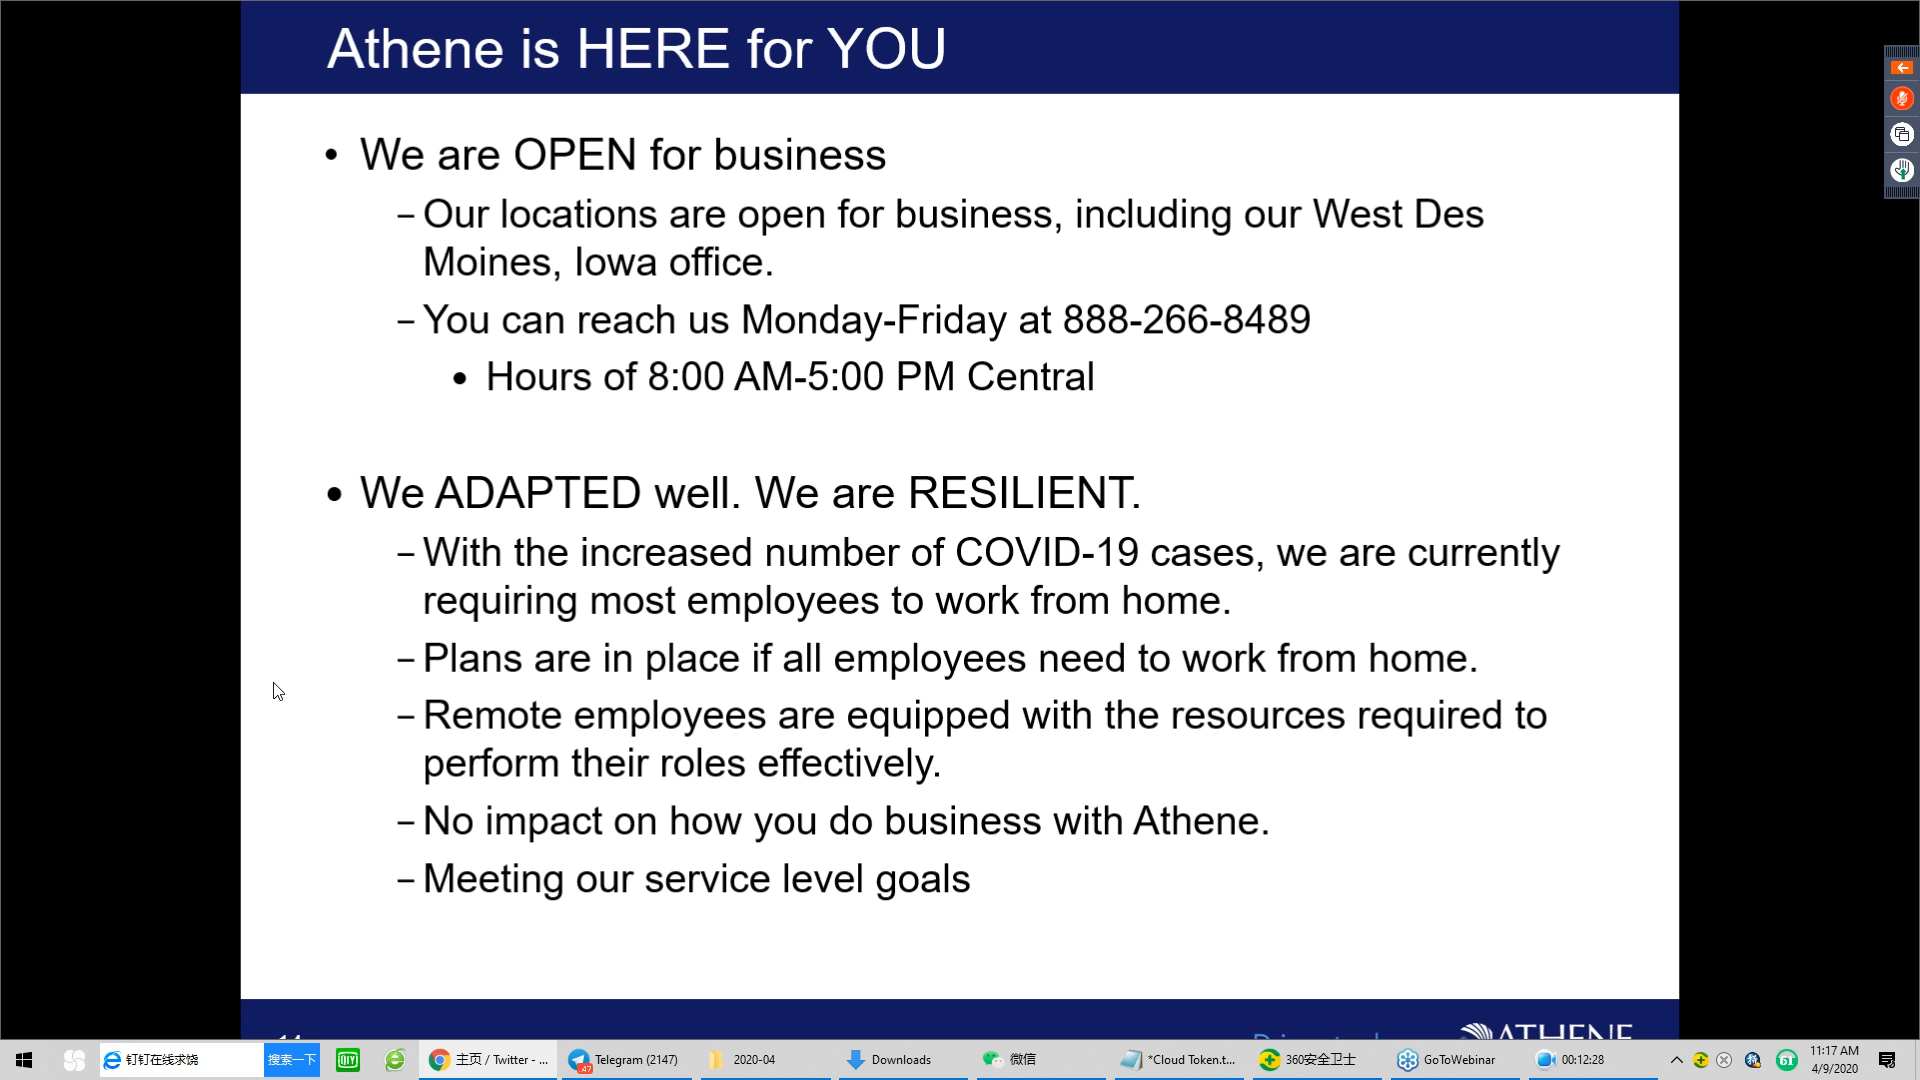 Athene is HERE for YOU
• We are OPEN for business
– Our locations are open for business, including our West Des
Moines, Iowa office.
– You can reach us Monday-Friday at 888-266-8489
• Hours of 8:00 AM-5:00 PM Central
• We ADAPTED well. We are RESILIENT.
– With the increased number of COVID-19 cases, we are currently
requiring most employees to work from home.
– Plans are in place if all employees need to work from home.
– Remote employees are equipped with the resources required to
perform their roles effectively.
– No impact on how you do business with Athene.
– Meeting our service level goals
ATHENE
钉钉在线求饶 搜索一下 主页 / Twitter - ... Telegram (2147) 2020-04 Downloads 微信 *Cloud Token.t... 360安全卫士 GoToWebinar 00:12:28 11:17 AM
4/9/2020